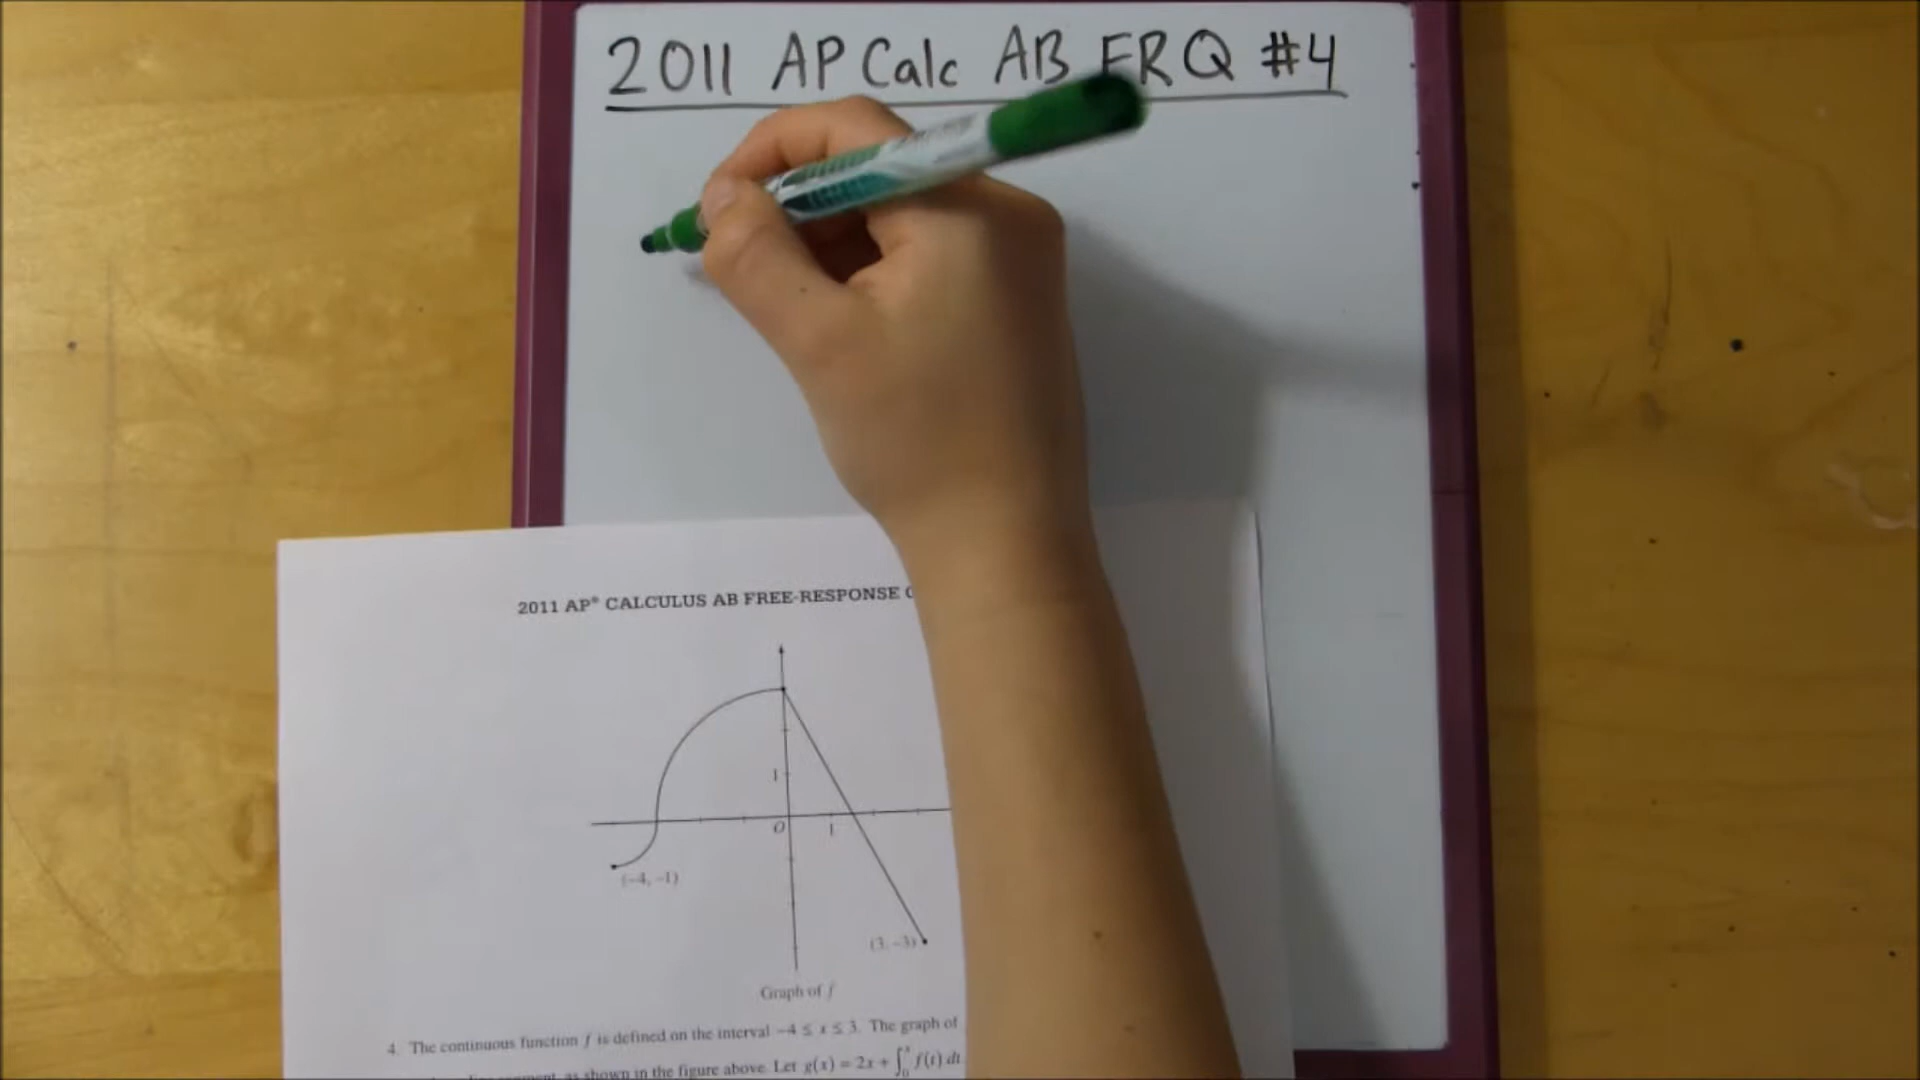 2011 AP Calc AB FRQ #4
2011 AP® CALCULUS AB FREE-RESPONSE
1
O
1
(-4, -1)
(3, -3)
Graph of f
4. The continuous function f is defined on the interval -4 ≤ x ≤ 3. The graph of
as shown in the figure above. Let g(x) = 2x + ∫₀ˣ f(t) dt